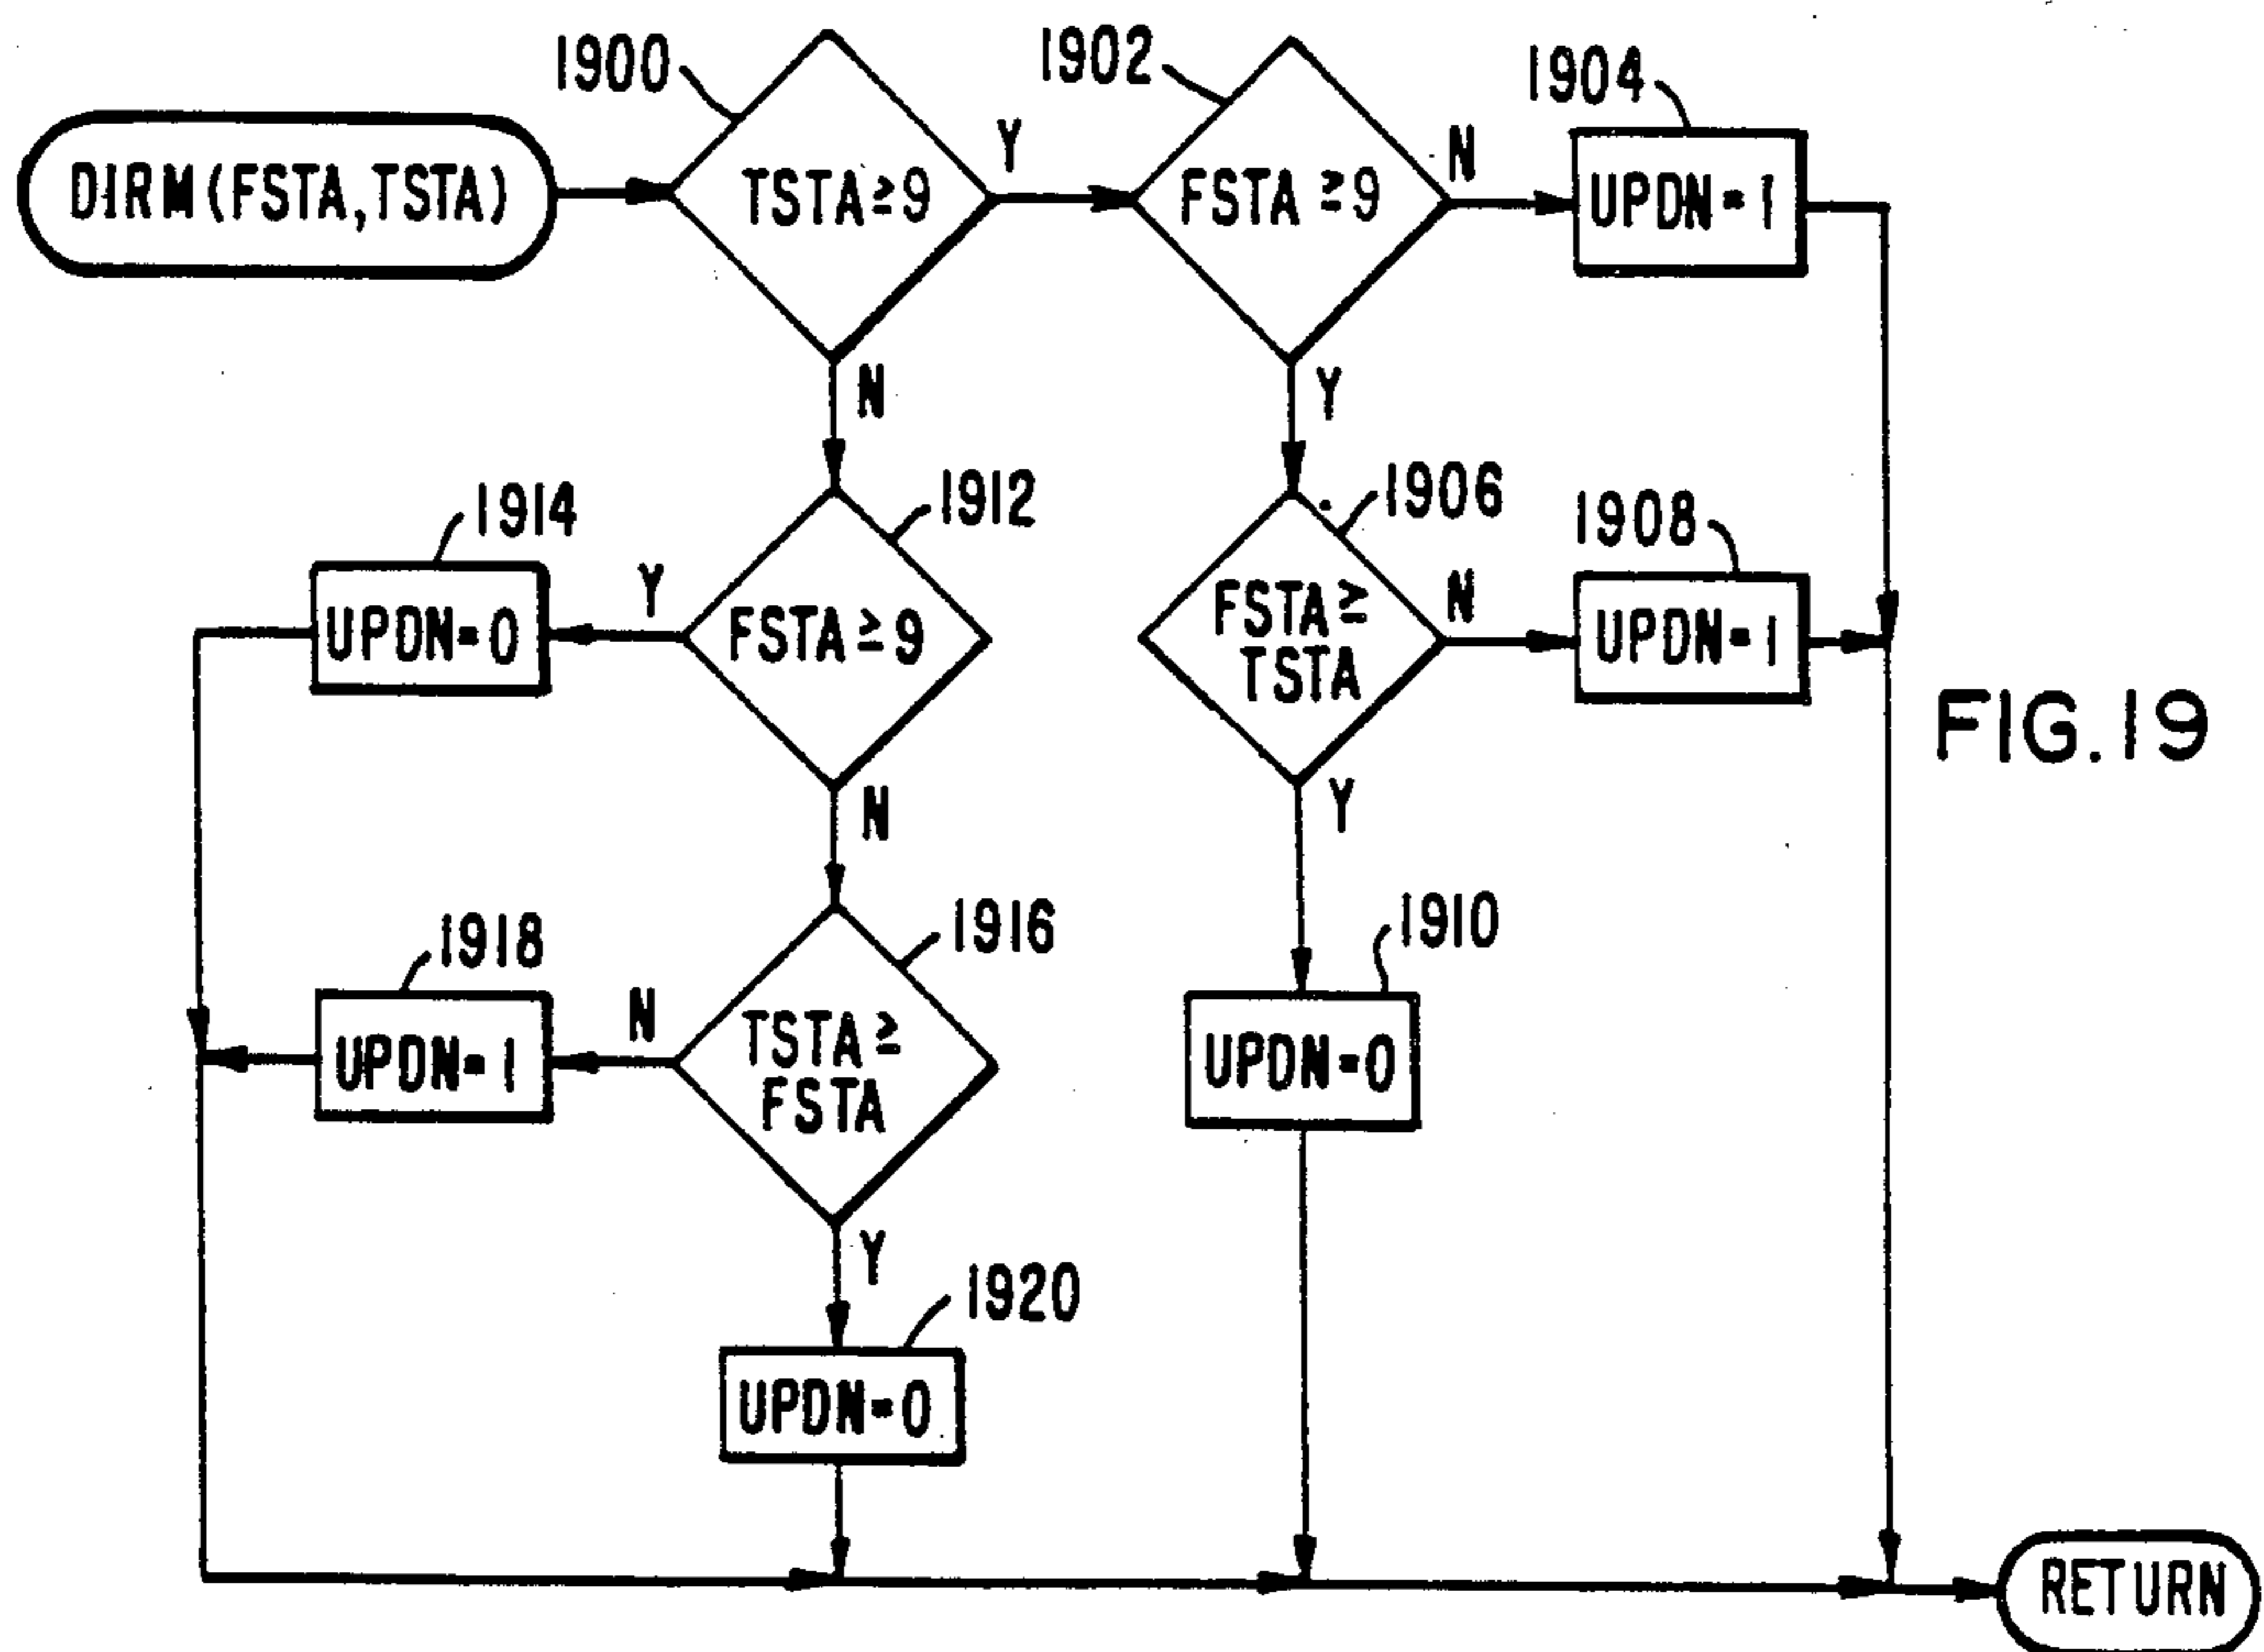 1900
1902
1904
DIRM(FSTA,TSTA)
TSTA≥9
Y
FSTA ≥9
N
UPDN=1
N
Y
1914
1912
1906
1908
UPDN=0
Y
FSTA≥9
FSTA≥
TSTA
N
UPDN=1
FIG.19
N
Y
1918
1916
1910
UPDN=1
N
TSTA≥
FSTA
UPDN=0
Y
1920
UPDN=0
RETURN